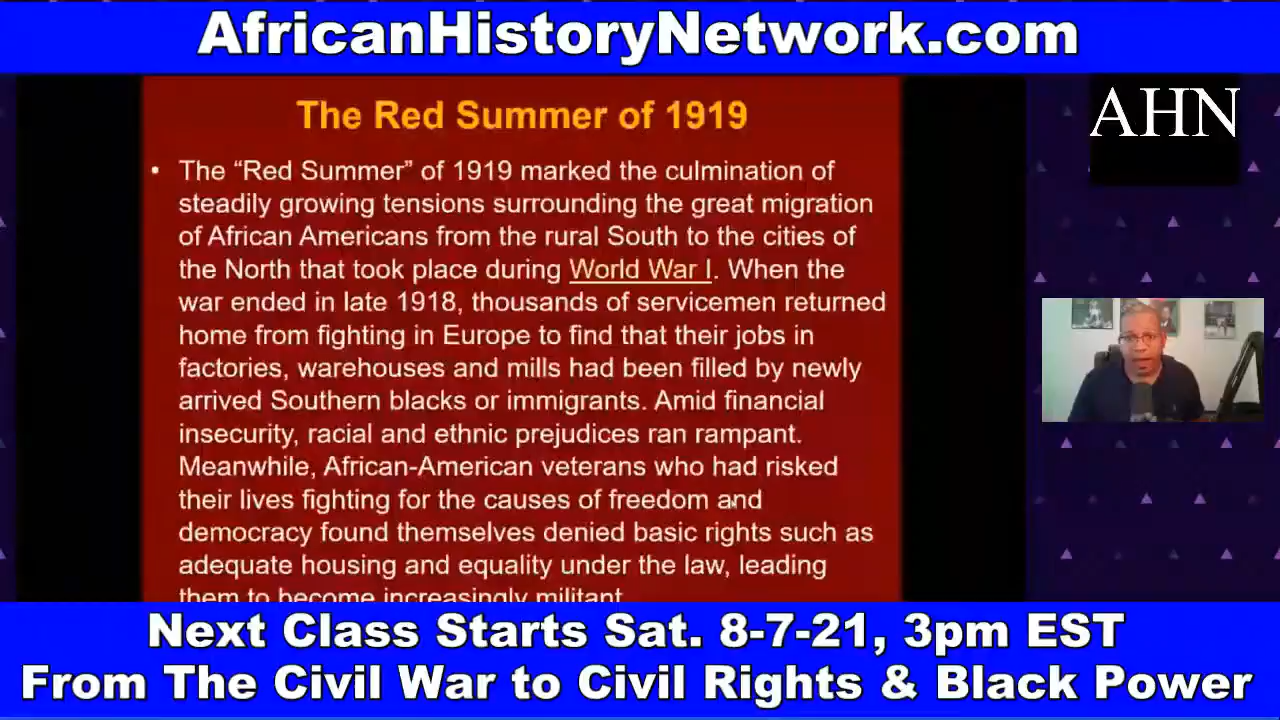 AfricanHistoryNetwork.com
AHN
The Red Summer of 1919
• The “Red Summer” of 1919 marked the culmination of
steadily growing tensions surrounding the great migration
of African Americans from the rural South to the cities of
the North that took place during World War I. When the
war ended in late 1918, thousands of servicemen returned
home from fighting in Europe to find that their jobs in
factories, warehouses and mills had been filled by newly
arrived Southern blacks or immigrants. Amid financial
insecurity, racial and ethnic prejudices ran rampant.
Meanwhile, African-American veterans who had risked
their lives fighting for the causes of freedom and
democracy found themselves denied basic rights such as
adequate housing and equality under the law, leading
them to become increasingly militant.
Next Class Starts Sat. 8-7-21, 3pm EST
From The Civil War to Civil Rights & Black Power